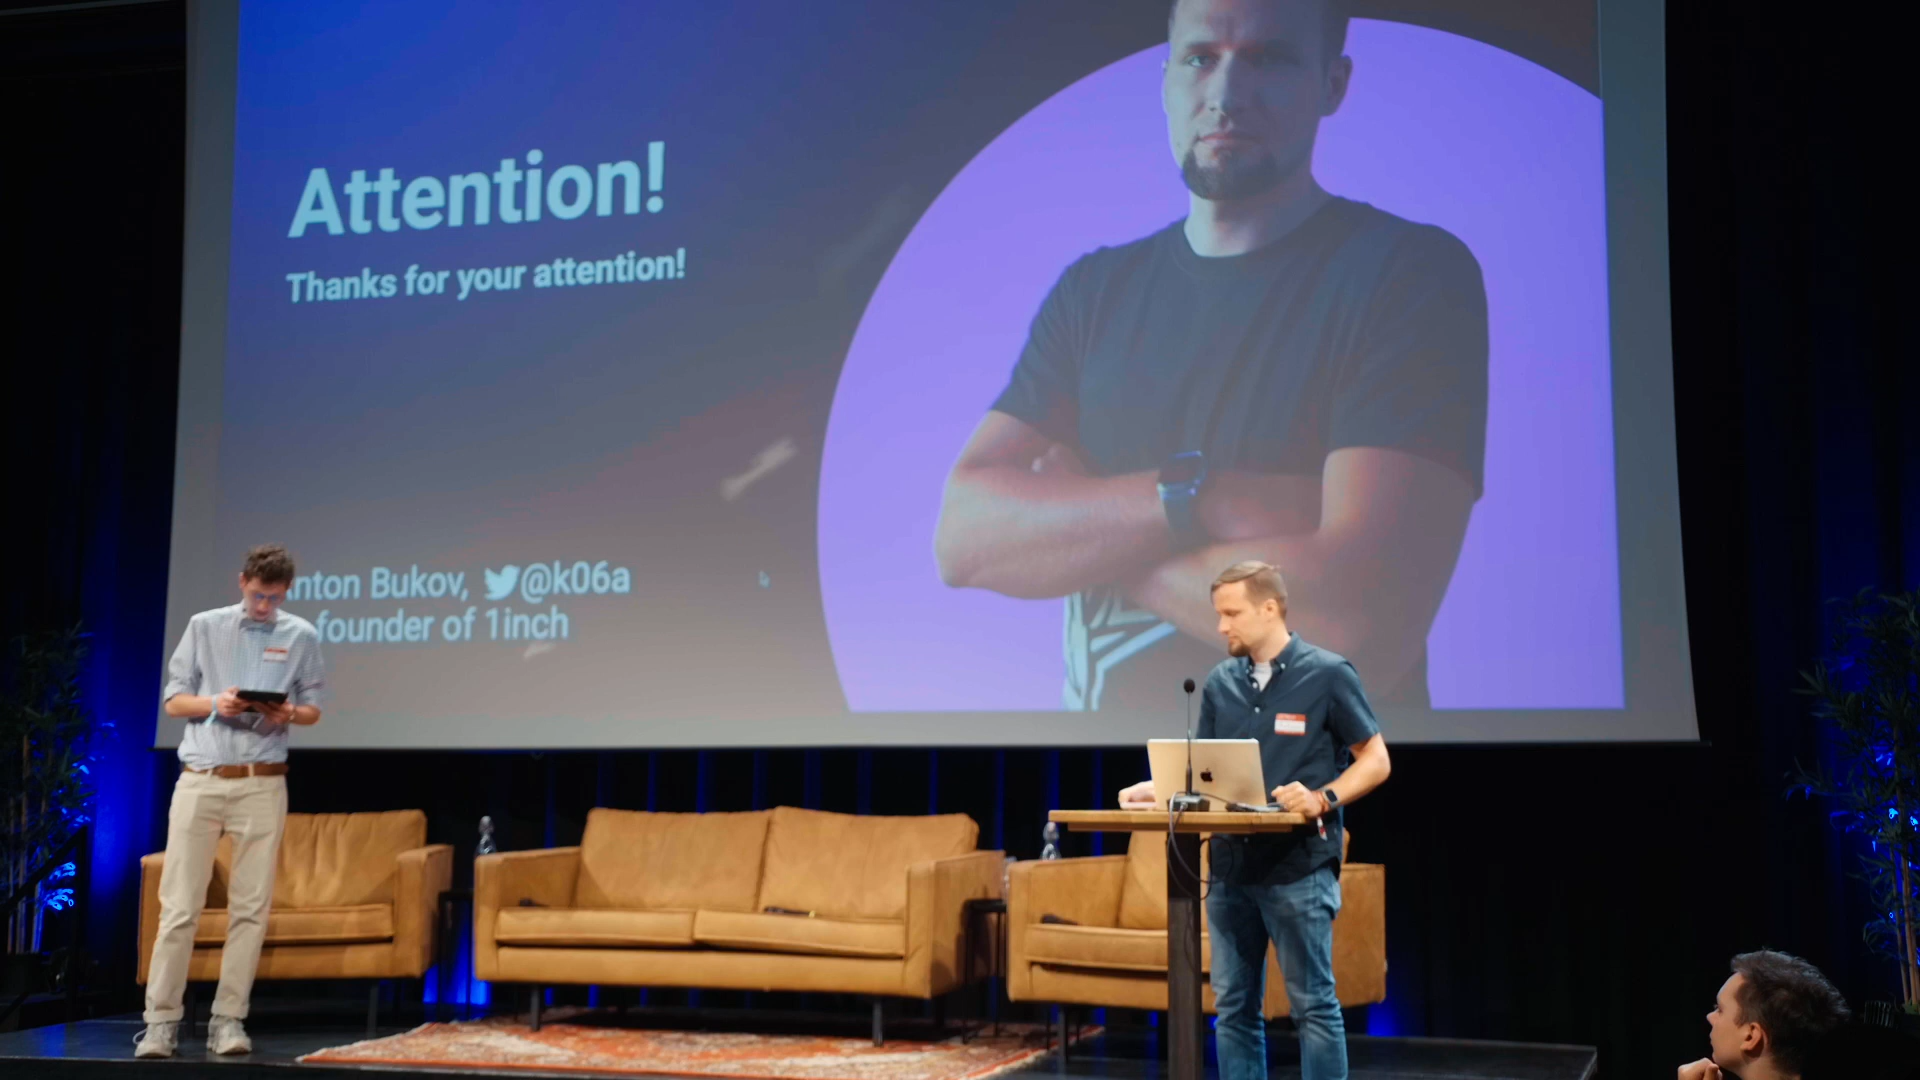 Attention!
Thanks for your attention!
nton Bukov, @k06a
founder of 1inch